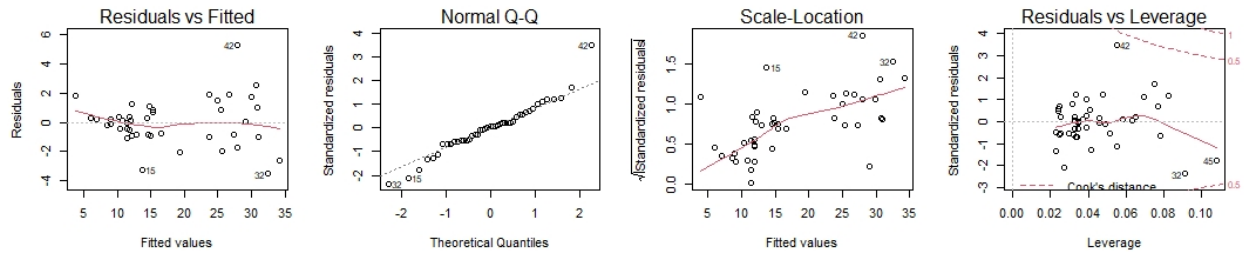 Residuals vs Fitted
Residuals
6
4
2
0
-2
-4
42
15
32
5 10 15 20 25 30 35
Fitted values
Normal Q-Q
Standardized residuals
4
3
2
1
0
-1
-2
42
32
15
-2 -1 0 1 2
Theoretical Quantiles
Scale-Location
√|Standardized residuals|
1.5
1.0
0.5
0.0
42
32
15
5 10 15 20 25 30 35
Fitted values
Residuals vs Leverage
Standardized residuals
4
3
2
1
0
-1
-2
-3
42
1
0.5
45
32
Cook's distance
0.5
0.00 0.02 0.04 0.06 0.08 0.10
Leverage